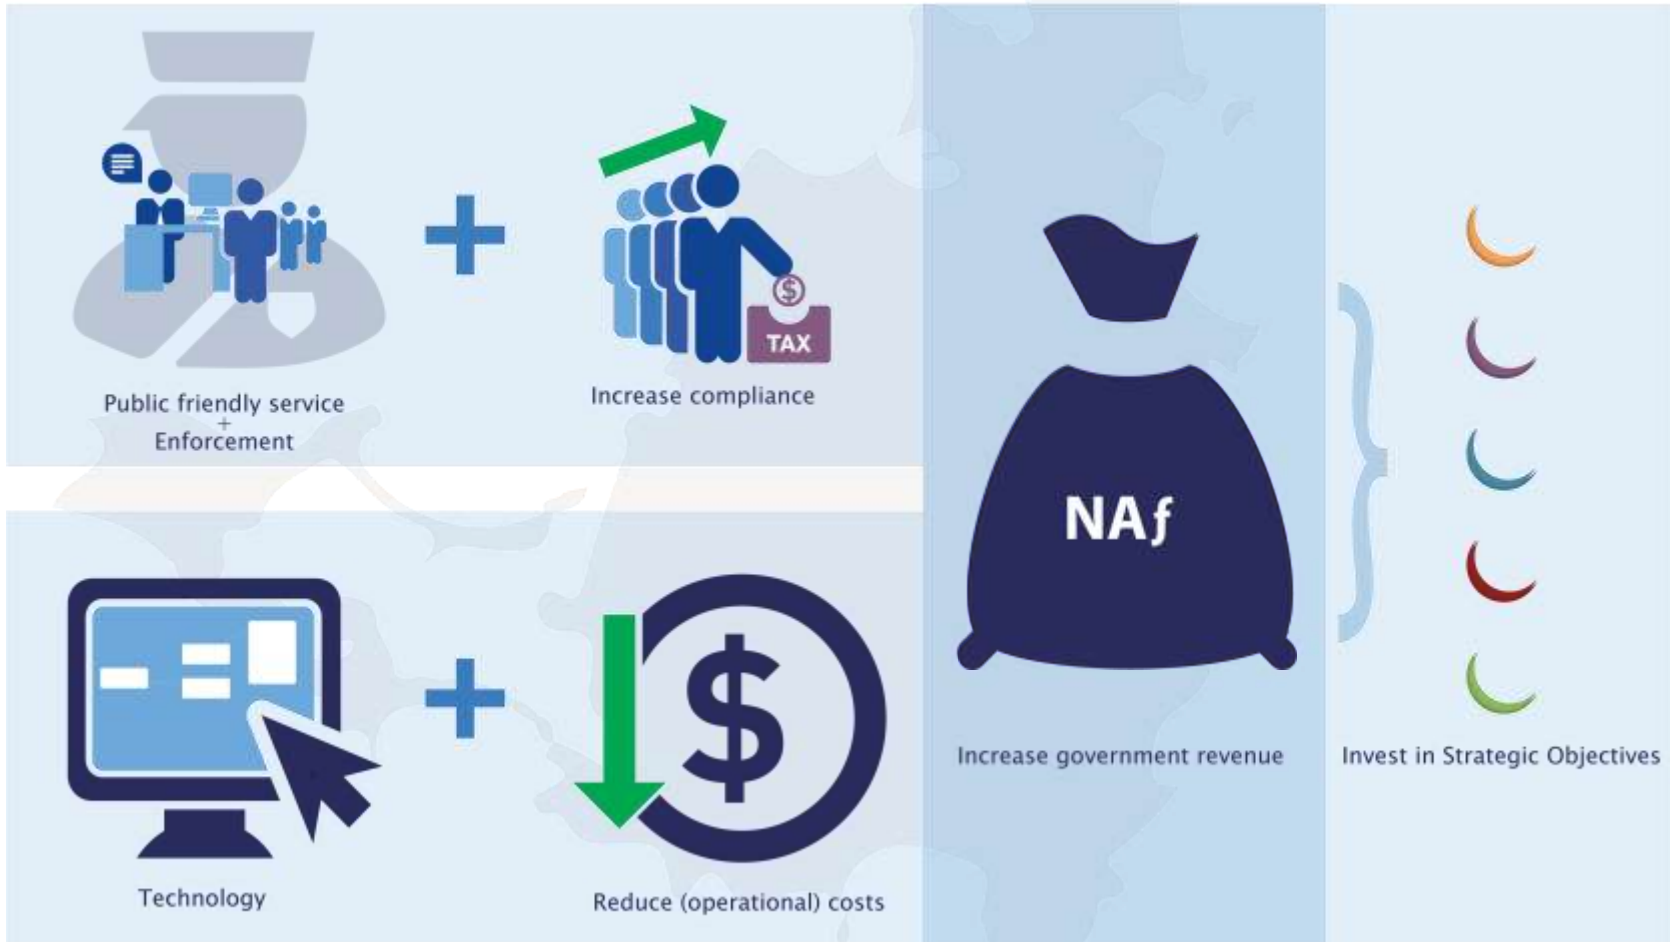 Public friendly service
+
Enforcement
$
TAX
Increase compliance
$
Technology
Reduce (operational) costs
NAƒ
Increase government revenue
Invest in Strategic Objectives